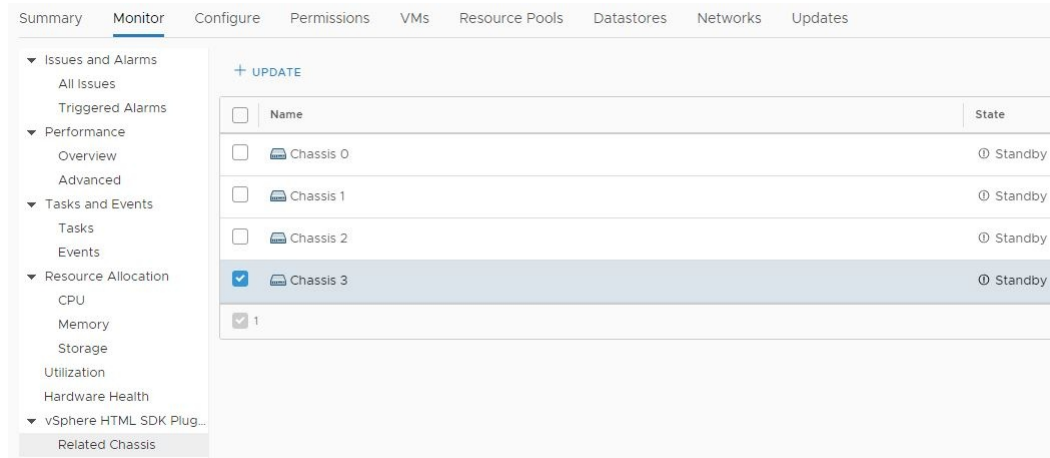 Summary Monitor Configure Permissions VMs Resource Pools Datastores Networks Updates
Issues and Alarms
All Issues
Triggered Alarms
Performance
Overview
Advanced
Tasks and Events
Tasks
Events
Resource Allocation
CPU
Memory
Storage
Utilization
Hardware Health
vSphere HTML SDK Plug...
Related Chassis
+ UPDATE
Name State
Chassis 0 Standby
Chassis 1 Standby
Chassis 2 Standby
Chassis 3 Standby
1